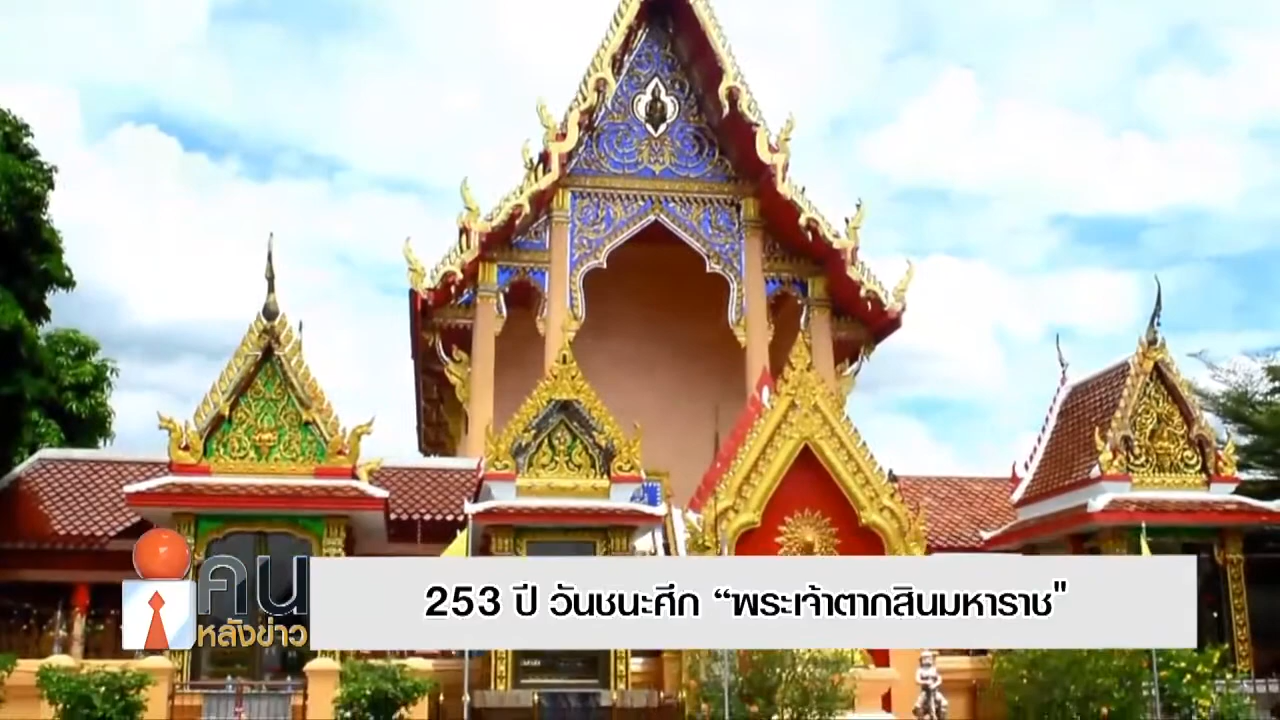 คน
หลังข่าว
253 ปี วันชนะศึก “พระเจ้าตากสินมหาราช"